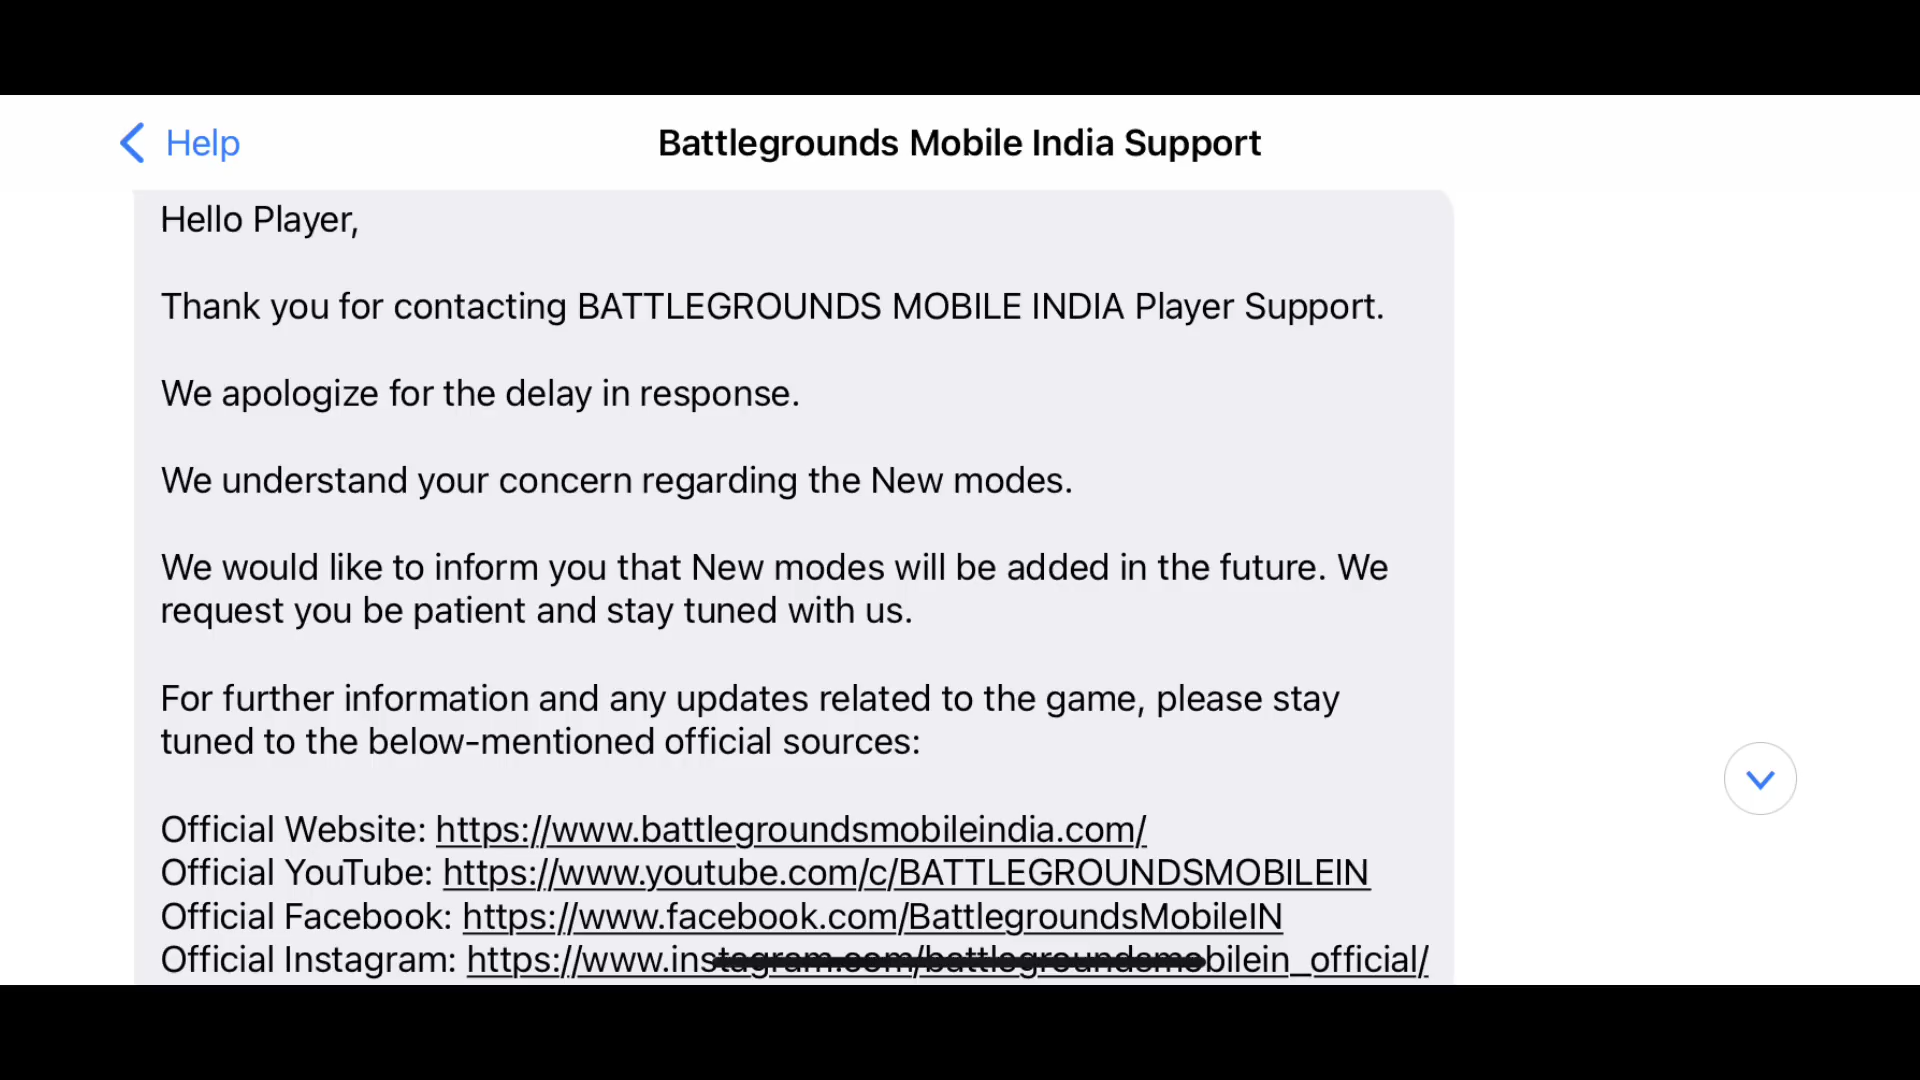 Help
Battlegrounds Mobile India Support
Hello Player,
Thank you for contacting BATTLEGROUNDS MOBILE INDIA Player Support.
We apologize for the delay in response.
We understand your concern regarding the New modes.
We would like to inform you that New modes will be added in the future. We
request you be patient and stay tuned with us.
For further information and any updates related to the game, please stay
tuned to the below-mentioned official sources:
Official Website: https://www.battlegroundsmobileindia.com/
Official YouTube: https://www.youtube.com/c/BATTLEGROUNDSMOBILEIN
Official Facebook: https://www.facebook.com/BattlegroundsMobileIN
Official Instagram: https://www.instagram.com/battlegroundsmobilein_official/